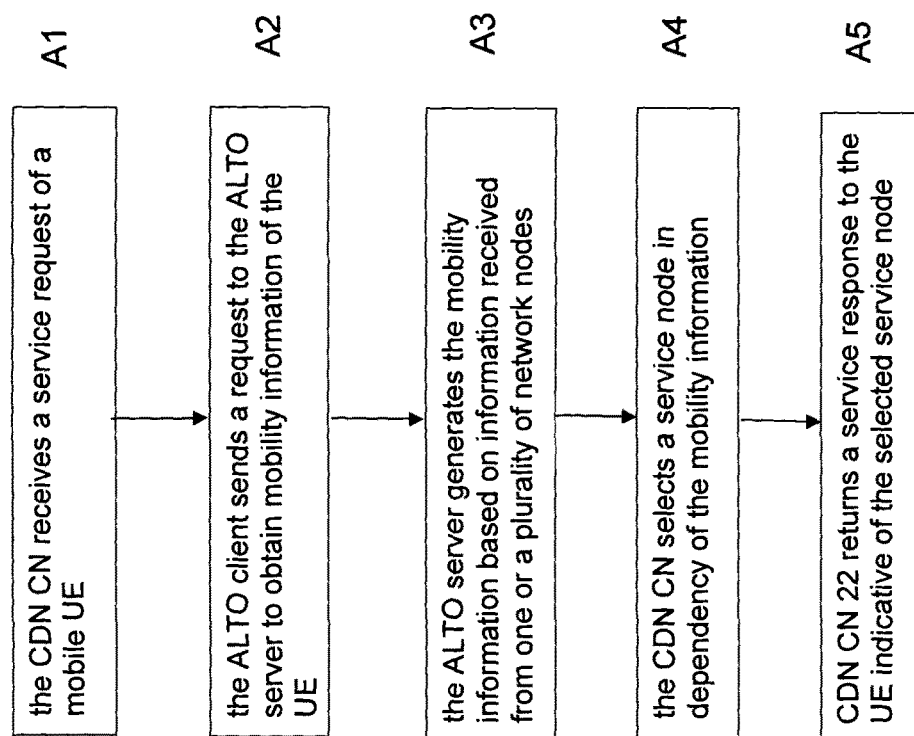 the CDN CN receives a service request of a
mobile UE
A1
the ALTO client sends a request to the ALTO
server to obtain mobility information of the
UE
A2
the ALTO server generates the mobility
information based on information received
from one or a plurality of network nodes
A3
the CDN CN selects a service node in
dependency of the mobility information
A4
CDN CN 22 returns a service response to the
UE indicative of the selected service node
A5